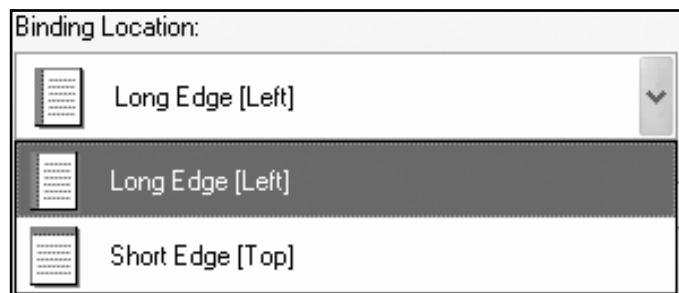 Binding Location:
Long Edge [Left]
Long Edge [Left]
Short Edge [Top]